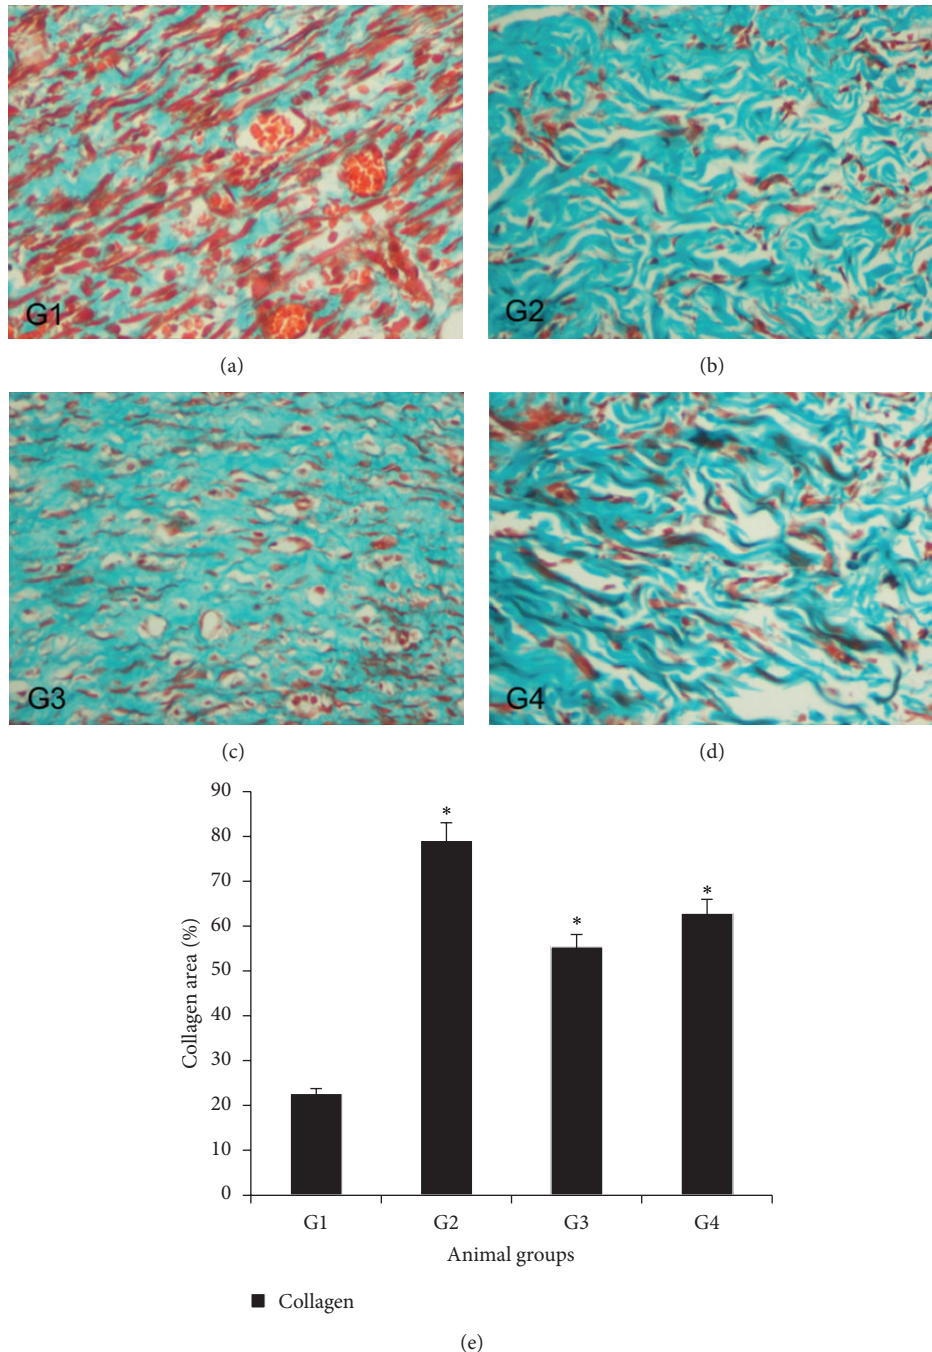 G1
G2
(a)
(b)
G3
G4
(c)
(d)
90
80
70
60
50
40
30
20
10
0
Collagen area (%)
*
*
*
G1 G2 G3 G4
Animal groups
Collagen
(e)